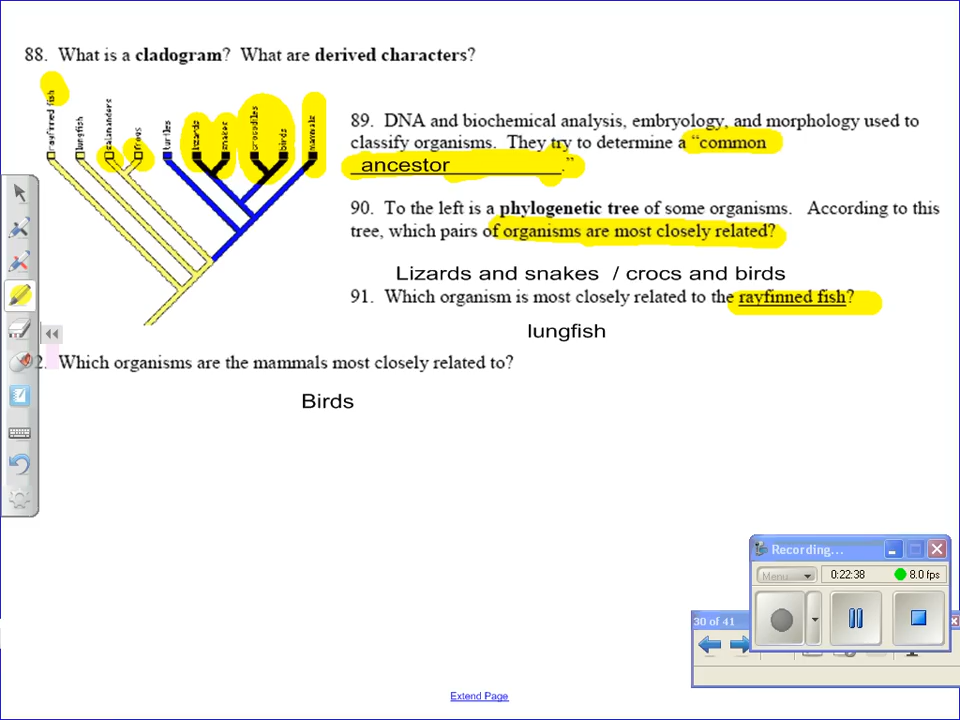 88. What is a cladogram? What are derived characters?
rayfinned fish
lungfish
salamanders
frogs
turtles
lizards
snakes
crocodiles
birds
mammals
89. DNA and biochemical analysis, embryology, and morphology used to
classify organisms. They try to determine a “common
ancestor.”
90. To the left is a phylogenetic tree of some organisms. According to this
tree, which pairs of organisms are most closely related?
Lizards and snakes / crocs and birds
91. Which organism is most closely related to the rayfinned fish?
lungfish
2. Which organisms are the mammals most closely related to?
Birds
Recording...
Menu
0:22:38
8.0 fps
30 of 41
Extend Page